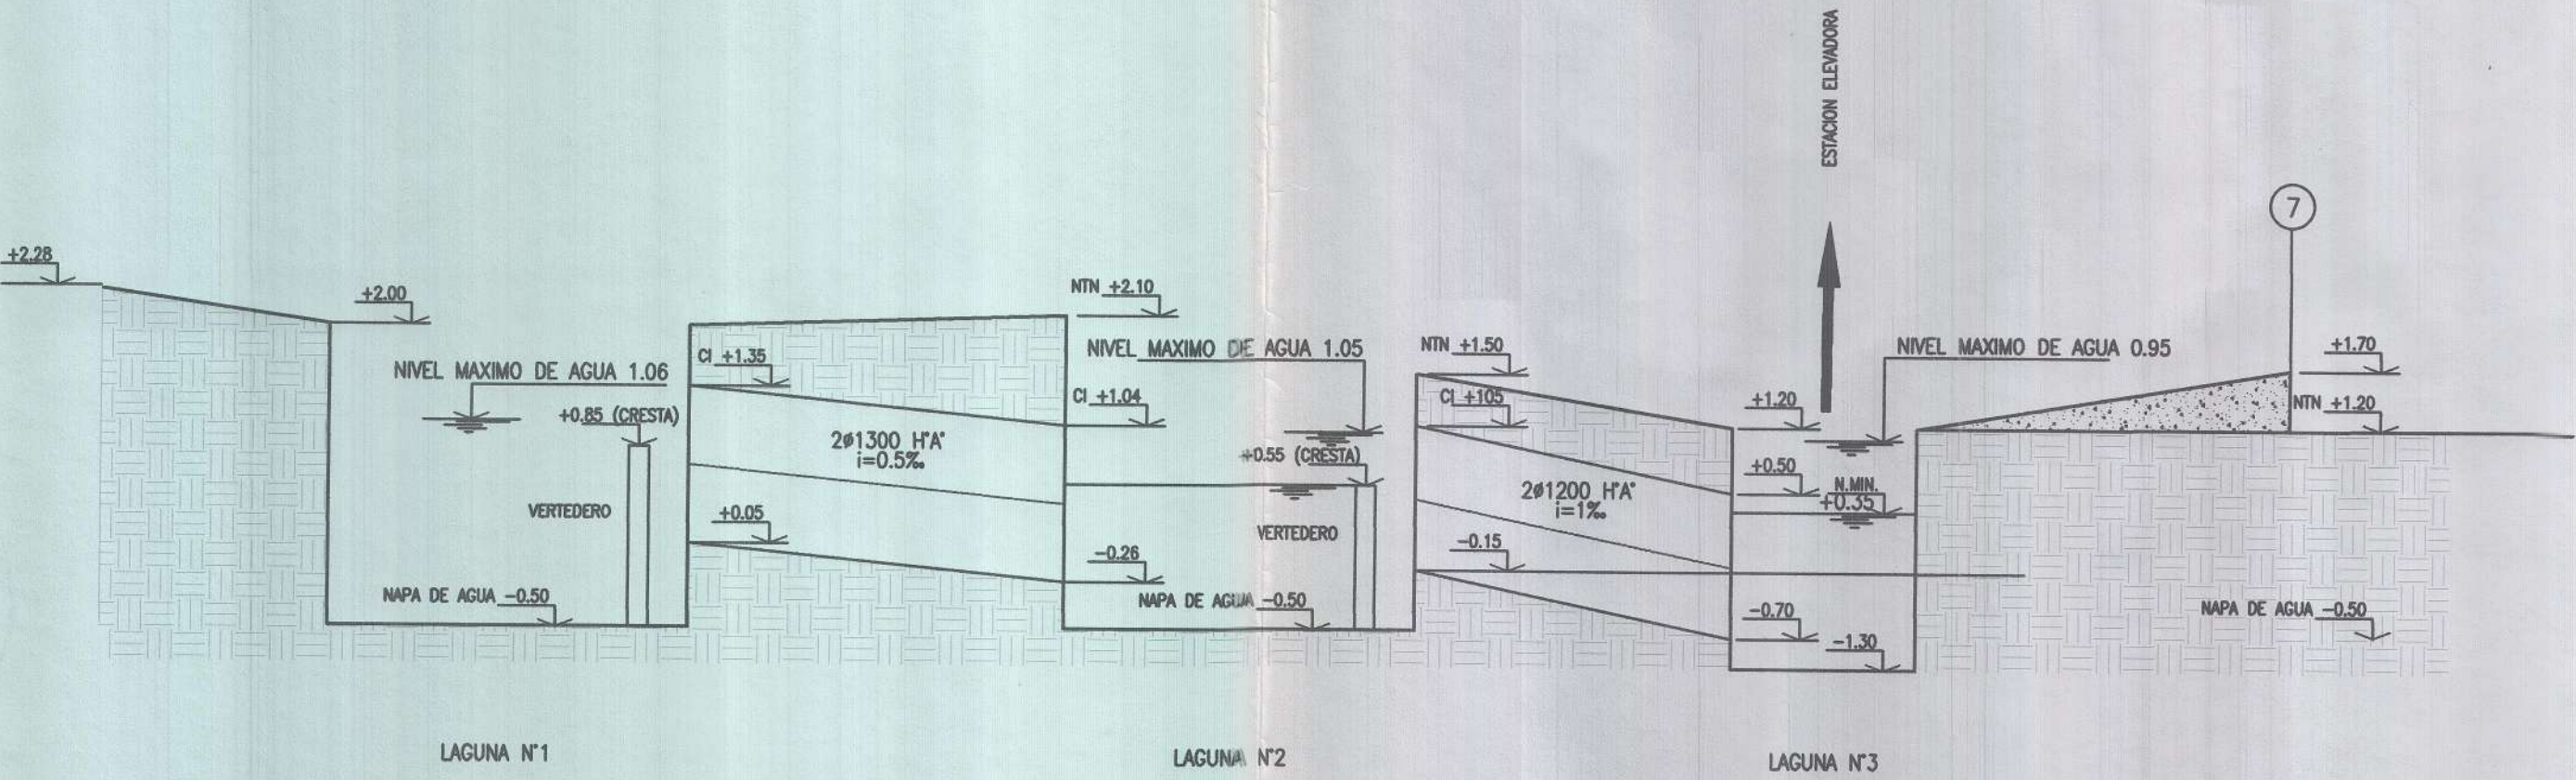 ESTACION ELEVADORA
7
+2.28
+2.00
NIVEL MAXIMO DE AGUA 1.06
+0.85 (CRESTA)
VERTEDERO
NAPA DE AGUA -0.50
LAGUNA N°1
CI +1.35
2ø1300 H°A°
i=0.5‰
+0.05
NTN +2.10
NIVEL MAXIMO DE AGUA 1.05
CI +1.04
+0.55 (CRESTA)
VERTEDERO
-0.26
NAPA DE AGUA -0.50
LAGUNA N°2
NTN +1.50
CI +105
2ø1200 H°A°
i=1‰
-0.15
NIVEL MAXIMO DE AGUA 0.95
+1.20
+0.50
N.MIN.
+0.35
-0.70
-1.30
LAGUNA N°3
+1.70
NTN +1.20
NAPA DE AGUA -0.50